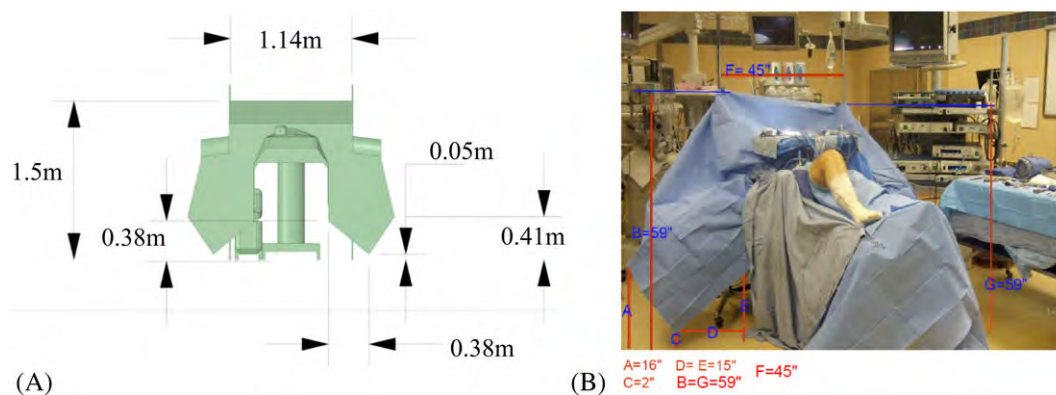 1.14m
1.5m
0.05m
0.38m
0.41m
0.38m
(A)
F= 45"
B=59"
G=59"
A
E
C
D
(B)
A=16" D= E=15" F=45"
C=2" B=G=59"